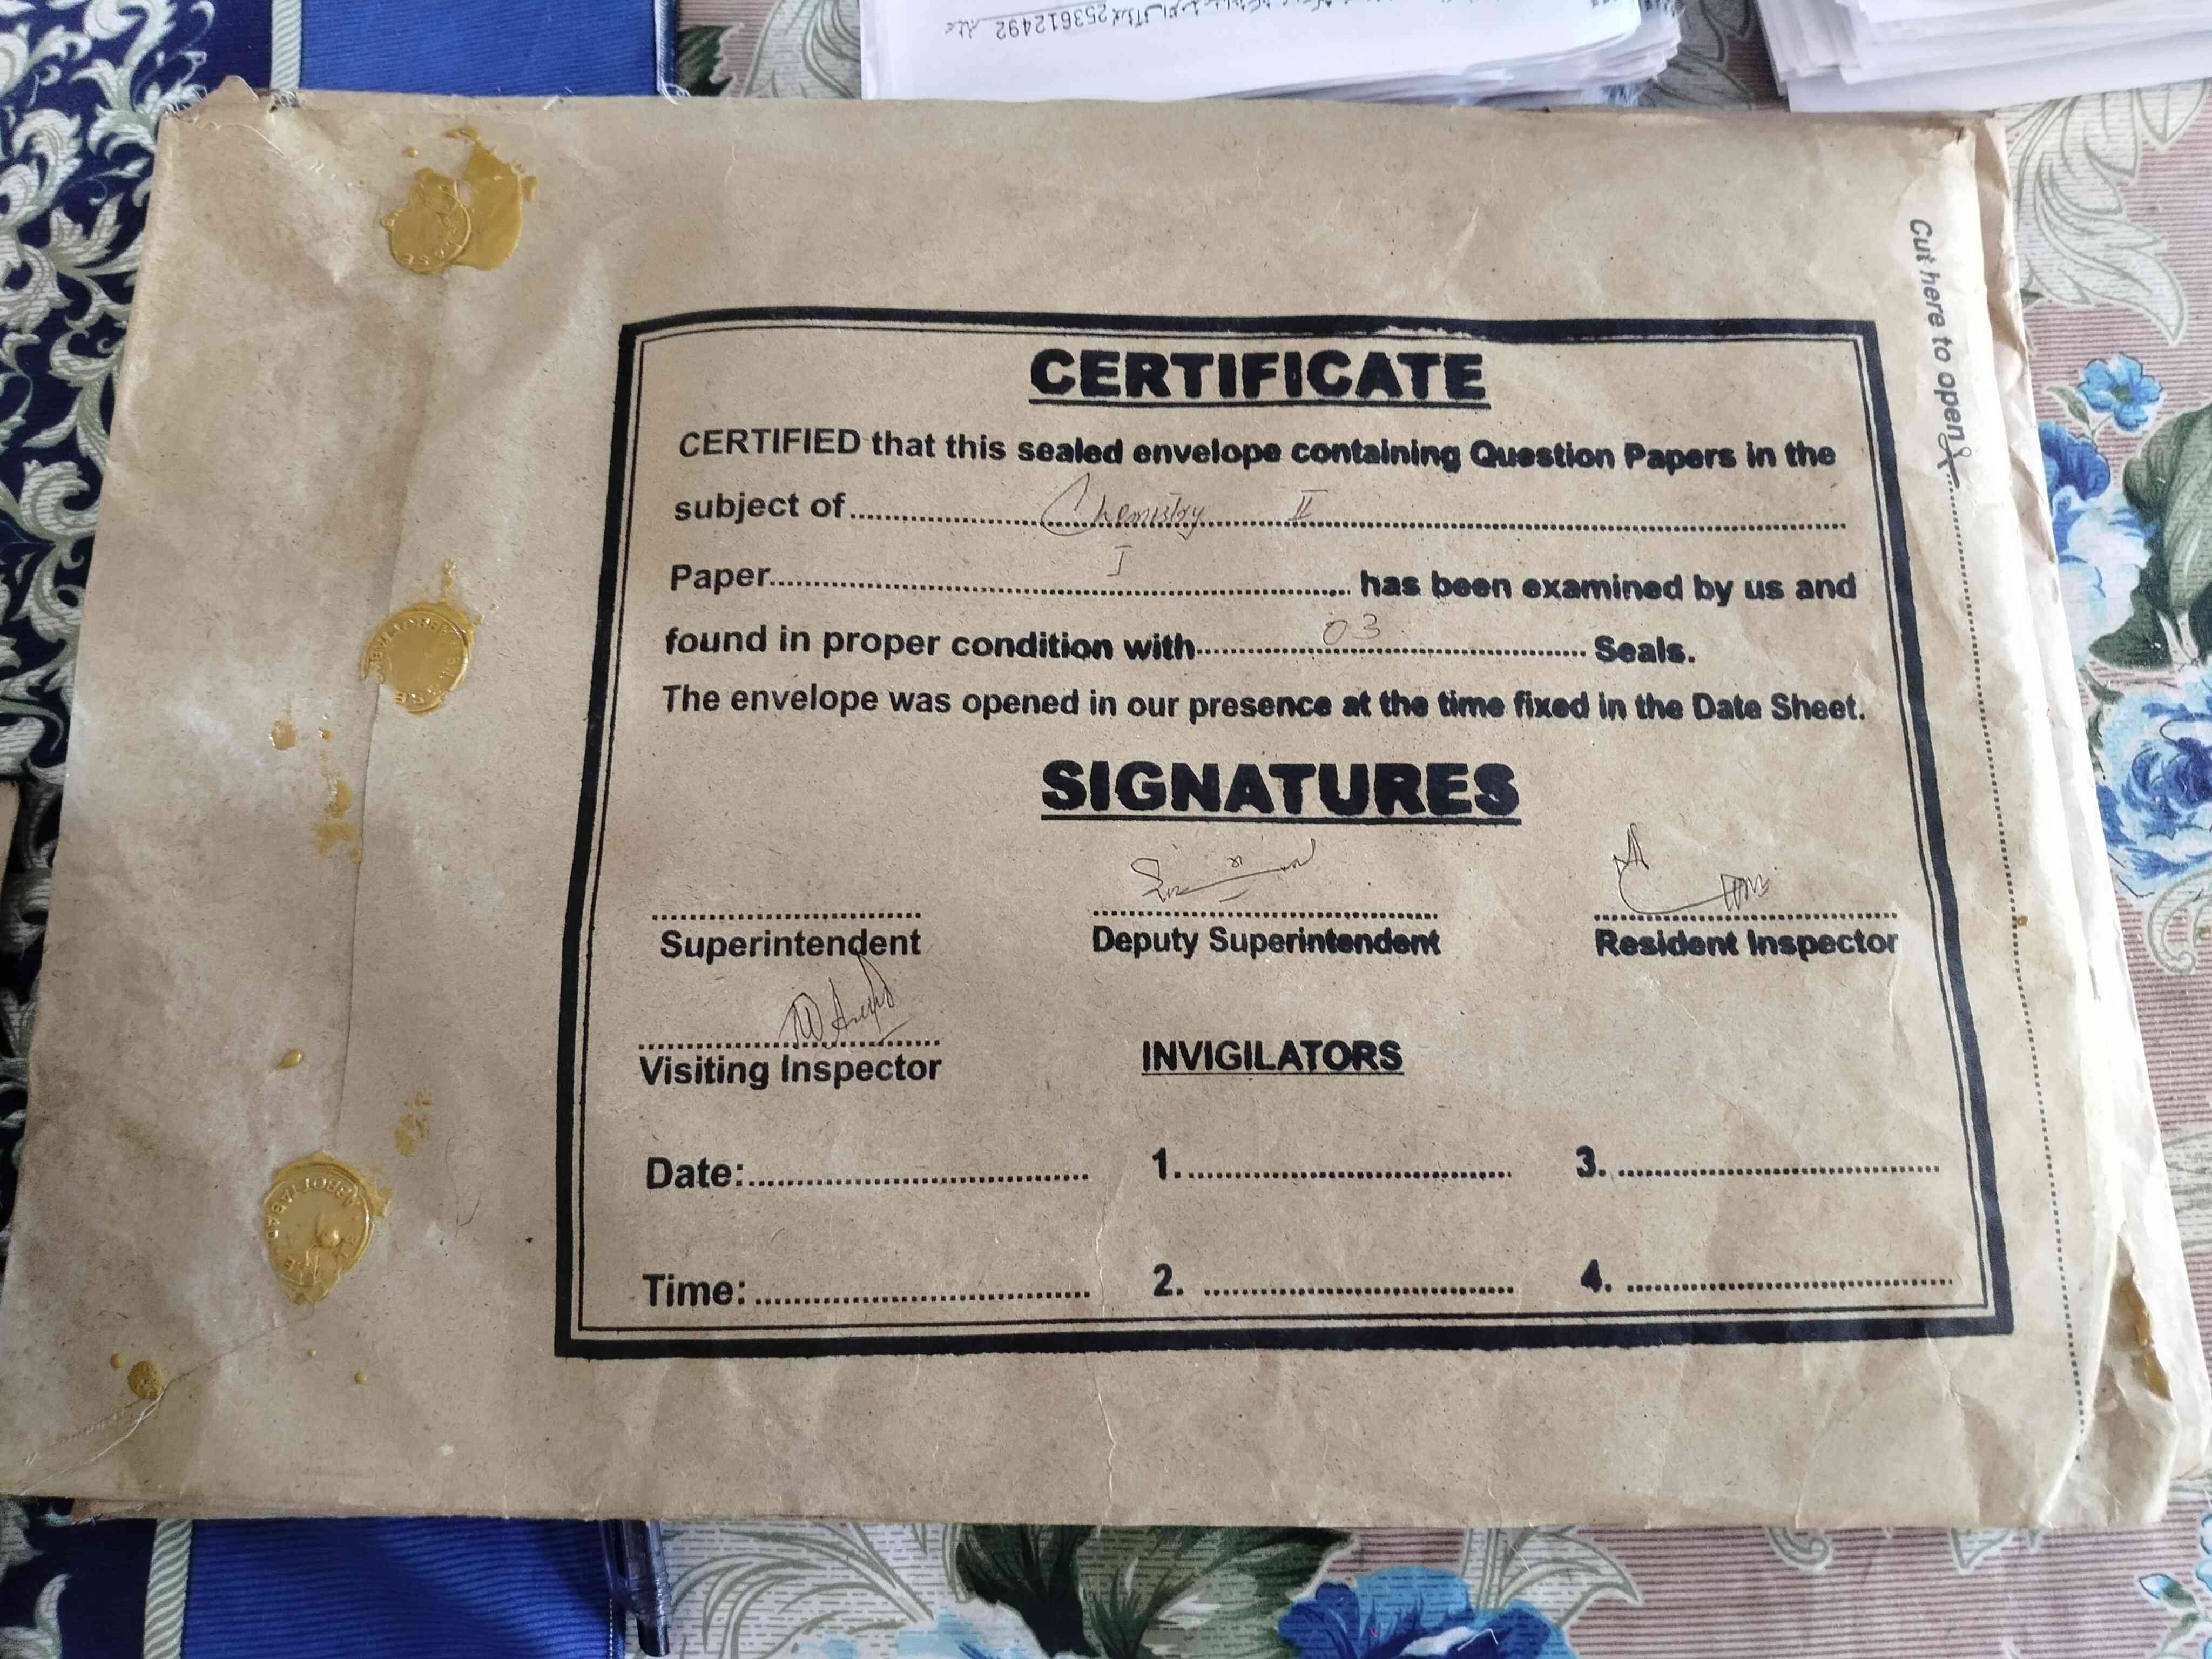 253612492
Cut here to open
CERTIFICATE
CERTIFIED that this sealed envelope containing Question Papers in the
subject of Chemistry II
Paper I has been examined by us and
found in proper condition with 03 Seals.
The envelope was opened in our presence at the time fixed in the Date Sheet.
SIGNATURES
Superintendent Deputy Superintendent Resident Inspector
Visiting Inspector INVIGILATORS
Date: 1. 3.
Time: 2. 4.